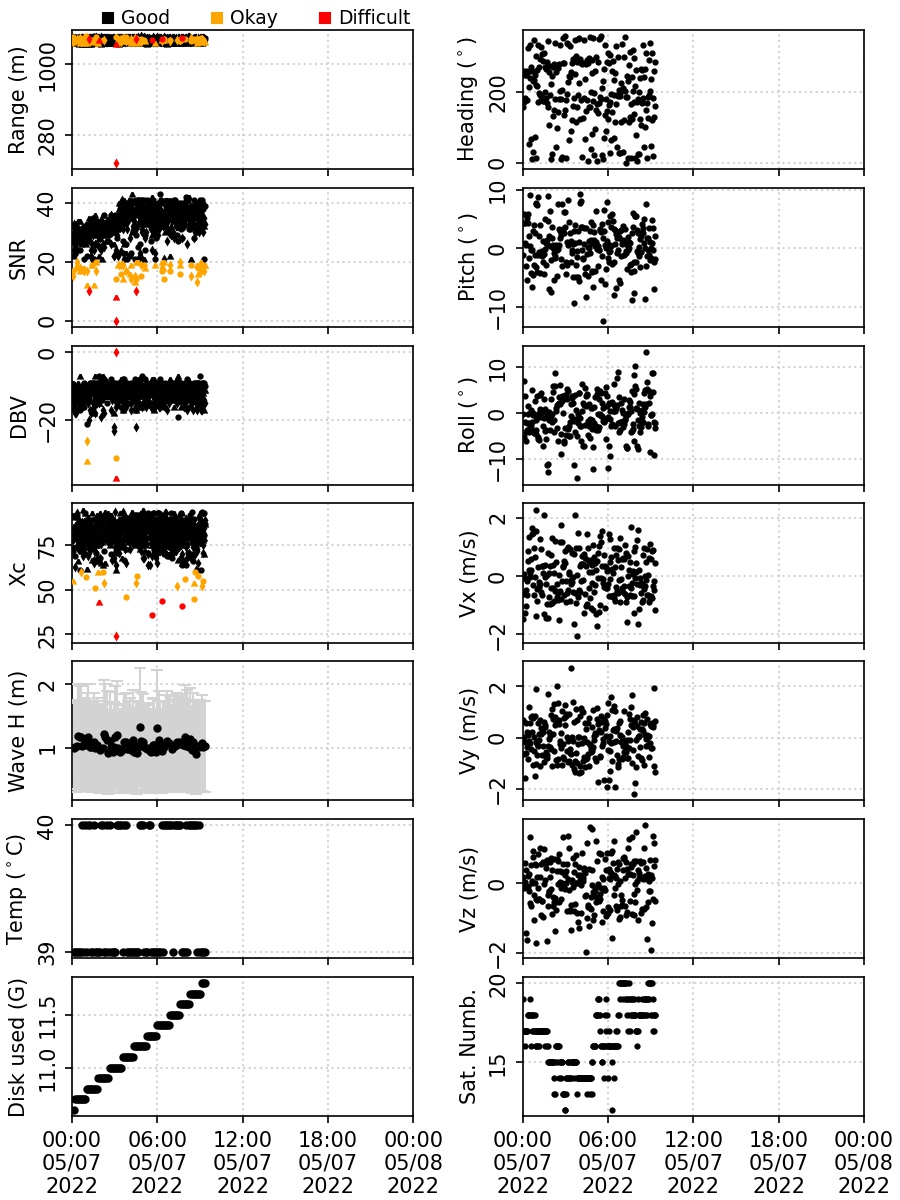 Good Okay Difficult
Range (m)
1000
280
Heading (°)
200
0
SNR
40
20
0
Pitch (°)
10
0
−10
DBV
0
−20
Roll (°)
10
0
−10
Xc
75
50
25
Vx (m/s)
2
0
−2
Wave H (m)
2
1
Vy (m/s)
2
0
−2
Temp (°C)
40
39
Vz (m/s)
0
−2
Disk used (G)
11.5
11.0
Sat. Numb.
20
15
00:00 06:00 12:00 18:00 00:00
05/07 05/07 05/07 05/07 05/08
2022 2022 2022 2022 2022
00:00 06:00 12:00 18:00 00:00
05/07 05/07 05/07 05/07 05/08
2022 2022 2022 2022 2022